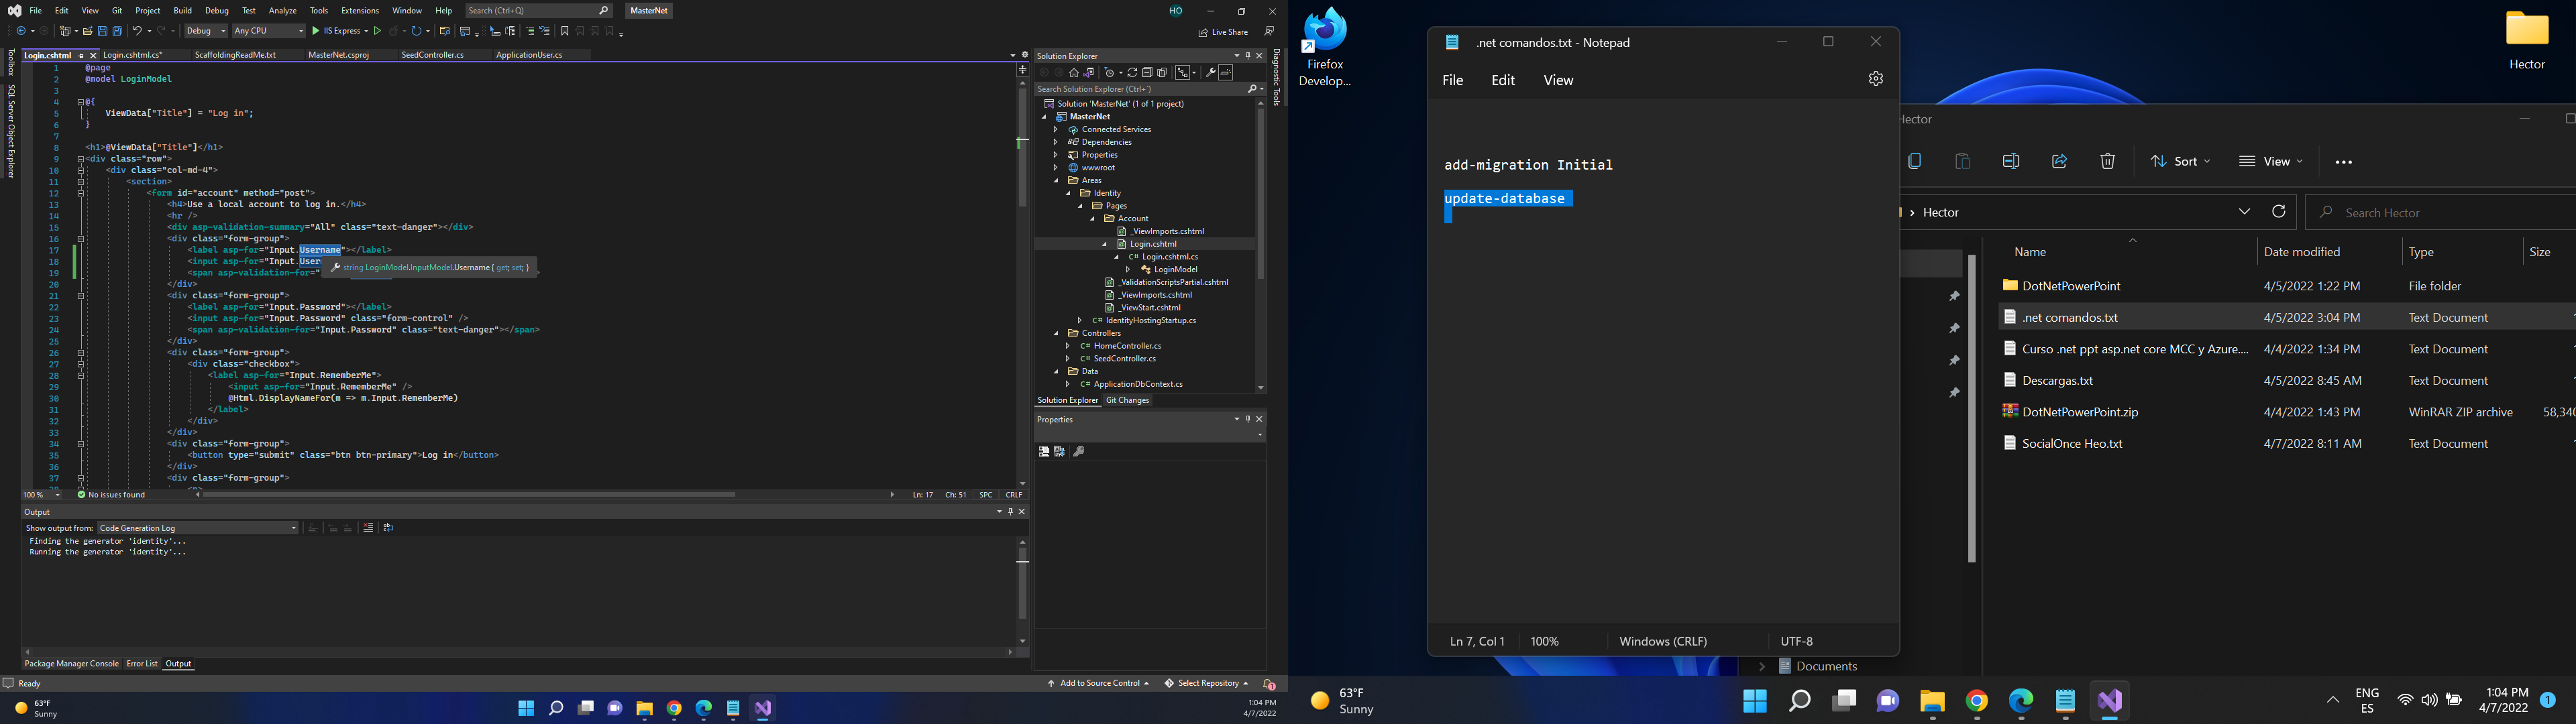 File Edit View Git Project Build Debug Test Analyze Tools Extensions Window Help Search (Ctrl+Q) MasterNet HO
Debug Any CPU IIS Express Live Share
Login.cshtml Login.cshtml.cs* ScaffoldingReadMe.txt MasterNet.csproj SeedController.cs ApplicationUser.cs
Toolbox
SQL Server Object Explorer
1 @page
2 @model LoginModel
3
4 @{
5 ViewData["Title"] = "Log in";
6 }
7
8 <h1>@ViewData["Title"]</h1>
9 <div class="row">
10 <div class="col-md-4">
11 <section>
12 <form id="account" method="post">
13 <h4>Use a local account to log in.</h4>
14 <hr />
15 <div asp-validation-summary="All" class="text-danger"></div>
16 <div class="form-group">
17 <label asp-for="Input.Username"></label>
18 <input asp-for="Input.User
string LoginModel.InputModel.Username { get; set; }
19 <span asp-validation-for="
20 </div>
21 <div class="form-group">
22 <label asp-for="Input.Password"></label>
23 <input asp-for="Input.Password" class="form-control" />
24 <span asp-validation-for="Input.Password" class="text-danger"></span>
25 </div>
26 <div class="form-group">
27 <div class="checkbox">
28 <label asp-for="Input.RememberMe">
29 <input asp-for="Input.RememberMe" />
30 @Html.DisplayNameFor(m => m.Input.RememberMe)
31 </label>
32 </div>
33 </div>
34 <div class="form-group">
35 <button type="submit" class="btn btn-primary">Log in</button>
36 </div>
37 <div class="form-group">
100 % No issues found Ln: 17 Ch: 51 SPC CRLF
Output
Show output from: Code Generation Log
Finding the generator 'identity'...
Running the generator 'identity'...
Package Manager Console Error List Output
Ready Add to Source Control Select Repository 1
63°F
Sunny
1:04 PM
4/7/2022
Solution Explorer
Search Solution Explorer (Ctrl+¨)
Solution 'MasterNet' (1 of 1 project)
MasterNet
Connected Services
Dependencies
Properties
wwwroot
Areas
Identity
Pages
Account
_ViewImports.cshtml
Login.cshtml
Login.cshtml.cs
LoginModel
_ValidationScriptsPartial.cshtml
_ViewImports.cshtml
_ViewStart.cshtml
IdentityHostingStartup.cs
Controllers
HomeController.cs
SeedController.cs
Data
ApplicationDbContext.cs
Solution Explorer Git Changes
Properties
Diagnostic Tools
Firefox
Develop...
Hector
.net comandos.txt - Notepad
File Edit View
add-migration Initial
update-database
Ln 7, Col 1 100% Windows (CRLF) UTF-8
Hector
Sort View
Hector Search Hector
Name Date modified Type Size
DotNetPowerPoint 4/5/2022 1:22 PM File folder
.net comandos.txt 4/5/2022 3:04 PM Text Document
Curso .net ppt asp.net core MCC y Azure.... 4/4/2022 1:34 PM Text Document
Descargas.txt 4/5/2022 8:45 AM Text Document
DotNetPowerPoint.zip 4/4/2022 1:43 PM WinRAR ZIP archive 58,340
SocialOnce Heo.txt 4/7/2022 8:11 AM Text Document
Documents
63°F
Sunny
ENG
ES
1:04 PM
4/7/2022
1